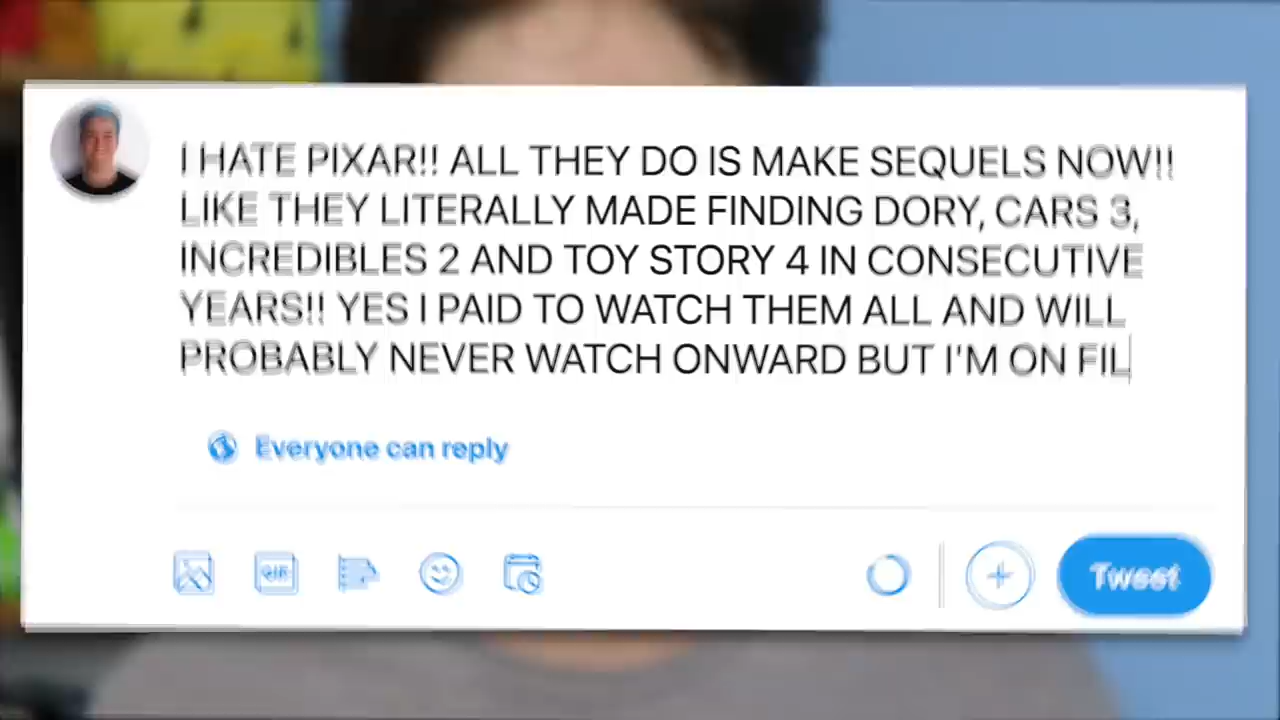 I HATE PIXAR!! ALL THEY DO IS MAKE SEQUELS NOW!!
LIKE THEY LITERALLY MADE FINDING DORY, CARS 3,
INCREDIBLES 2 AND TOY STORY 4 IN CONSECUTIVE
YEARS!! YES I PAID TO WATCH THEM ALL AND WILL
PROBABLY NEVER WATCH ONWARD BUT I'M ON FIL
Everyone can reply
GIF
Tweet